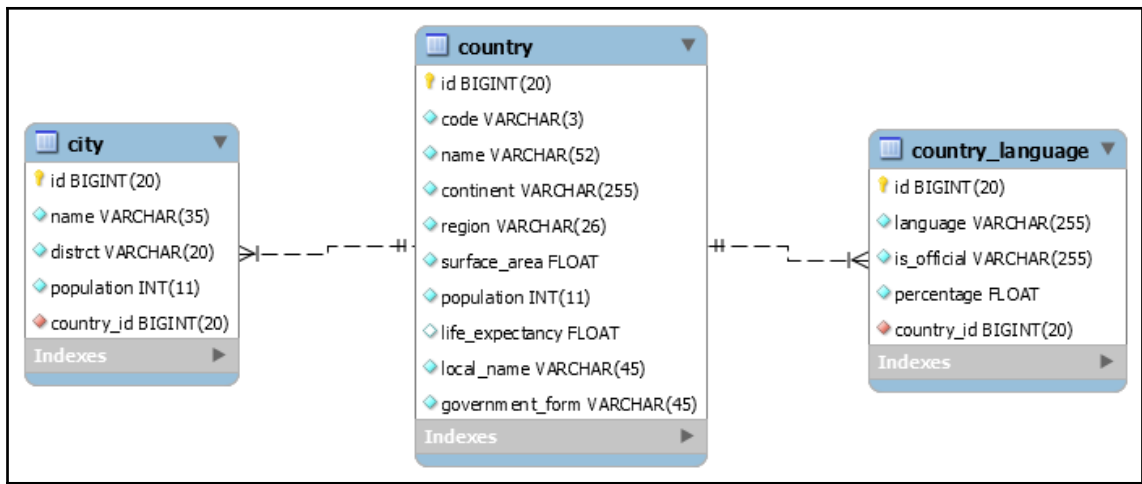 city
id BIGINT(20)
name VARCHAR(35)
distrct VARCHAR(20)
population INT(11)
country_id BIGINT(20)
Indexes
country
id BIGINT(20)
code VARCHAR(3)
name VARCHAR(52)
continent VARCHAR(255)
region VARCHAR(26)
surface_area FLOAT
population INT(11)
life_expectancy FLOAT
local_name VARCHAR(45)
government_form VARCHAR(45)
Indexes
country_language
id BIGINT(20)
language VARCHAR(255)
is_official VARCHAR(255)
percentage FLOAT
country_id BIGINT(20)
Indexes